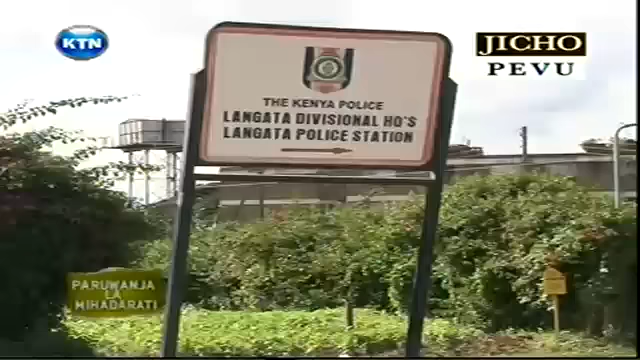 KTN
JICHO
PEVU
THE KENYA POLICE
LANGATA DIVISIONAL HQ'S
LANGATA POLICE STATION
PARUWANJA
LA
MIHADARATI